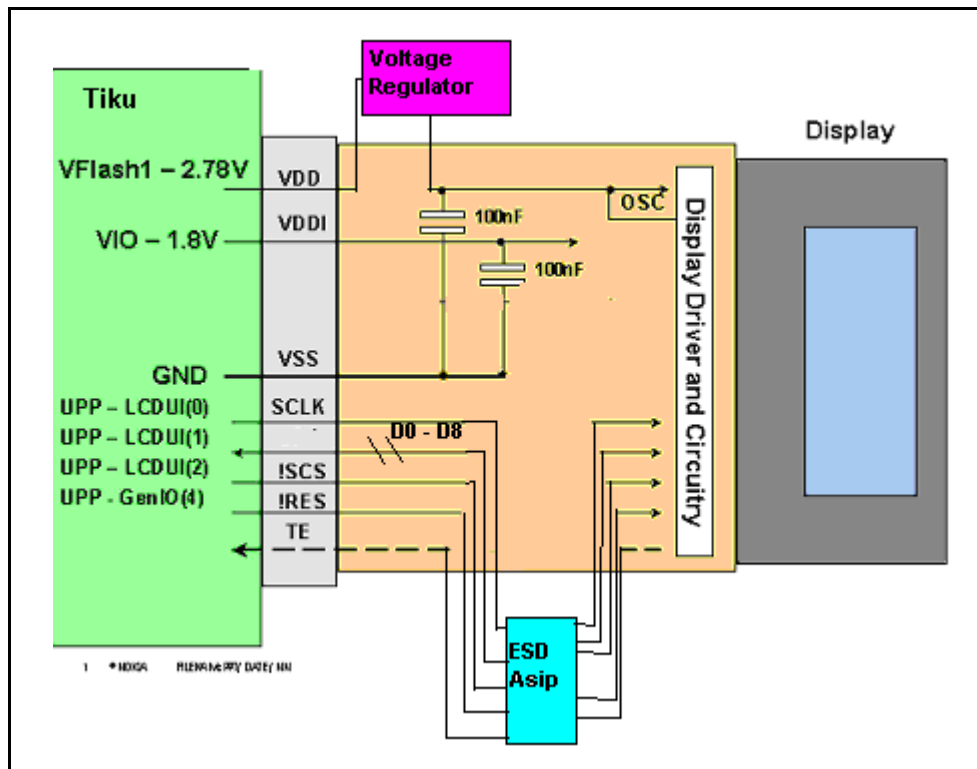 Voltage
Regulator
Tiku
Display
VFlash1 – 2.78V
VDD
OSC
VDDI
100nF
VIO – 1.8V
100nF
Display Driver and Circuitry
VSS
GND
UPP – LCDUI(0)
SCLK
UPP – LCDUI(1)
D0 - D8
UPP – LCDUI(2)
!SCS
UPP - GenIO(4)
!RES
TE
ESD
Asip
1 NOKIA